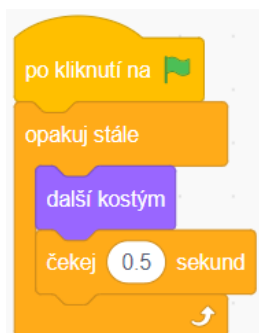 po kliknutí na
opakuj stále
další kostým
čekej 0.5 sekund